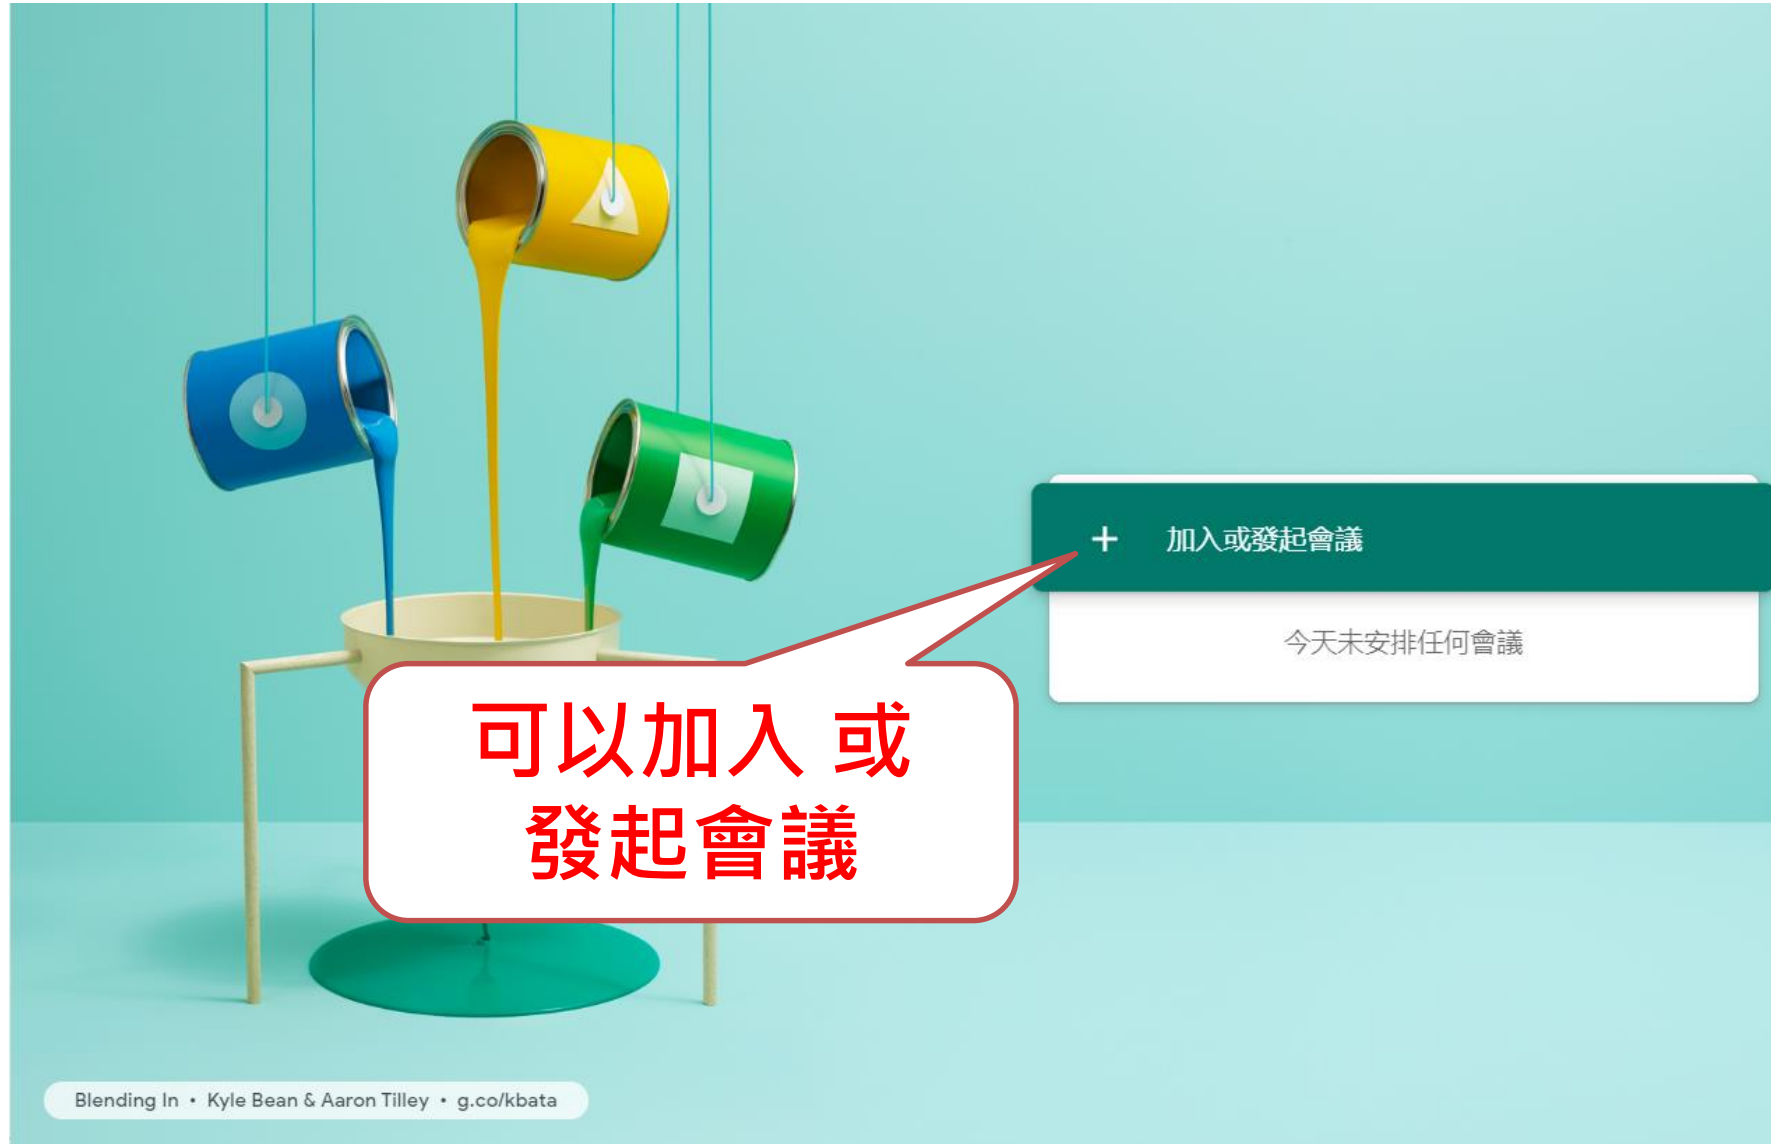 + 加入或發起會議
今天未安排任何會議
可以加入 或
發起會議
Blending In • Kyle Bean & Aaron Tilley • g.co/kbata